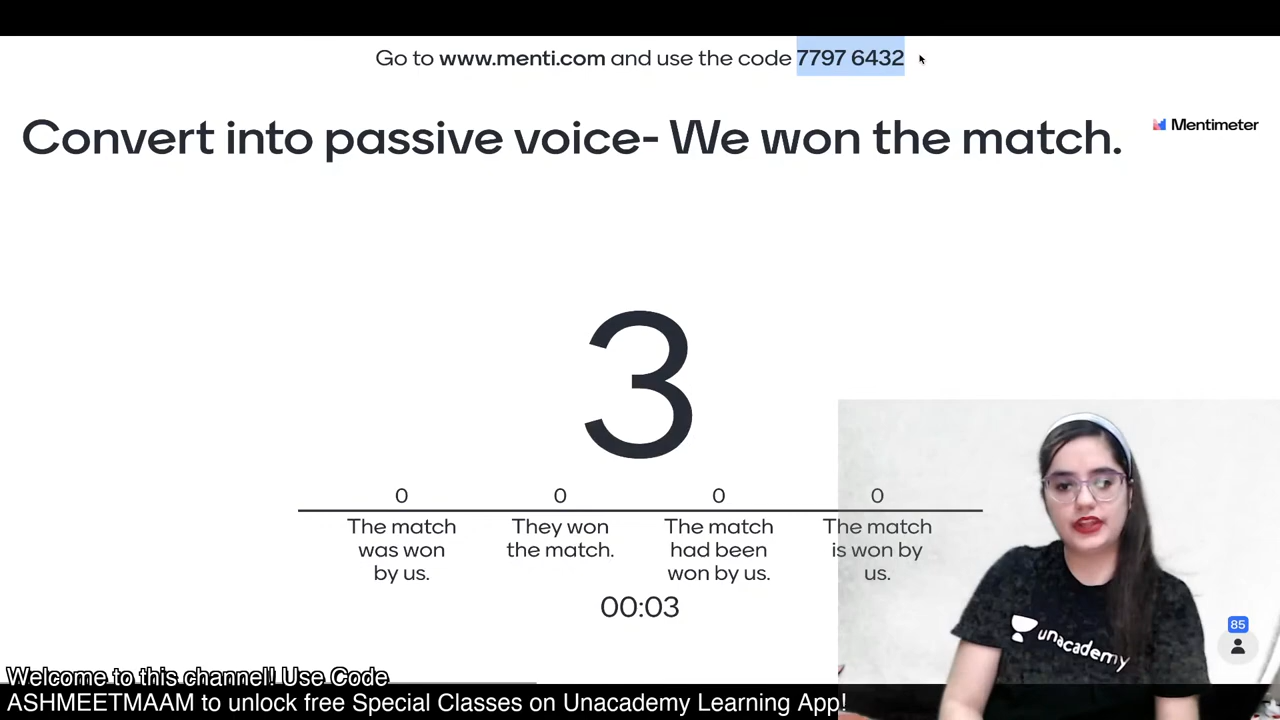 Go to www.menti.com and use the code 7797 6432
Convert into passive voice- We won the match.
Mentimeter
3
0
0
0
0
The match
was won
by us.
They won
the match.
The match
had been
won by us.
The match
is won by
us.
00:03
unacademy
85
Welcome to this channel! Use Code
ASHMEETMAAM to unlock free Special Classes on Unacademy Learning App!